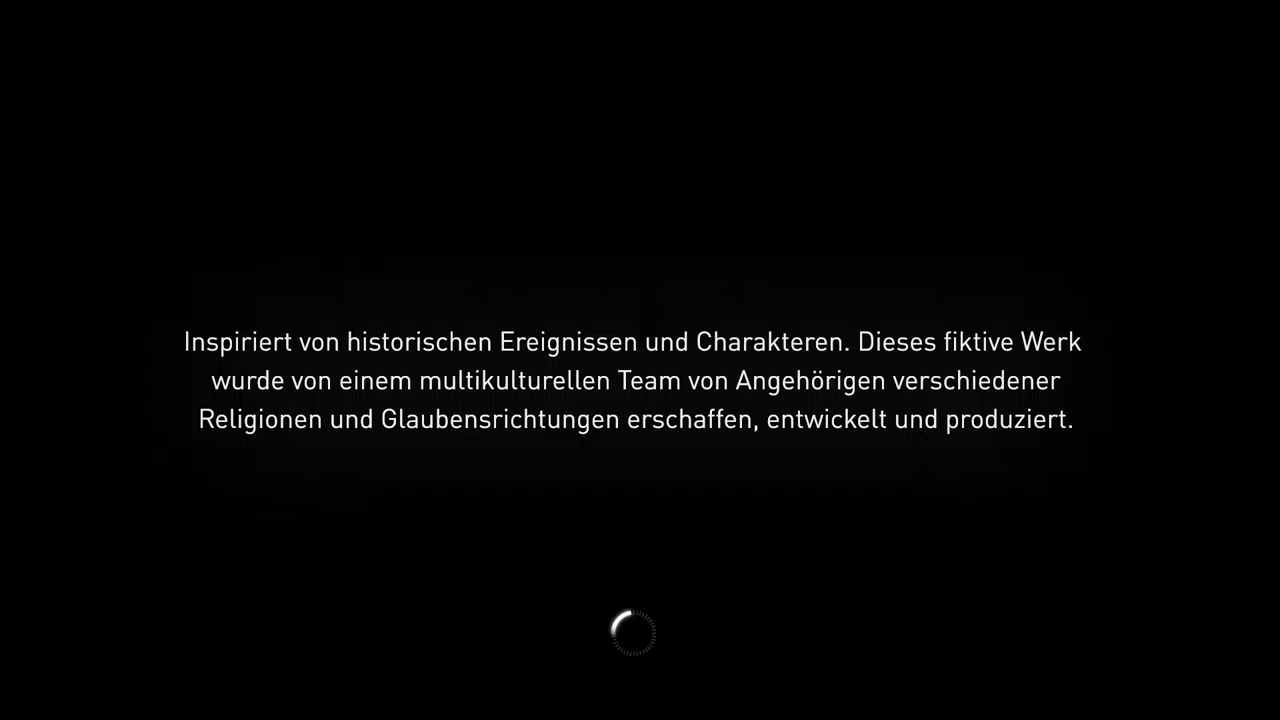 Inspiriert von historischen Ereignissen und Charakteren. Dieses fiktive Werk
wurde von einem multikulturellen Team von Angehörigen verschiedener
Religionen und Glaubensrichtungen erschaffen, entwickelt und produziert.